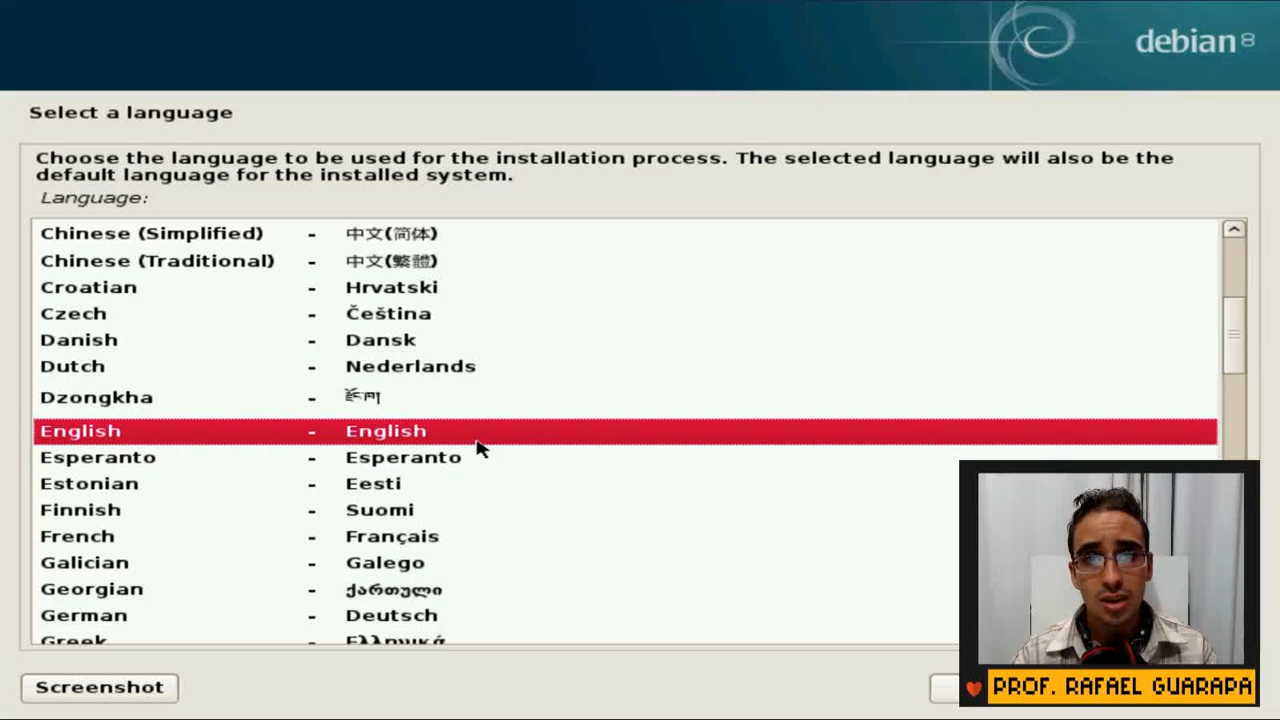 debian 8
Select a language
Choose the language to be used for the installation process. The selected language will also be the
default language for the installed system.
Language:
Chinese (Simplified) - 中文(简体)
Chinese (Traditional) - 中文(繁體)
Croatian - Hrvatski
Czech - Čeština
Danish - Dansk
Dutch - Nederlands
Dzongkha - རྫོང་ཁ།
English - English
Esperanto - Esperanto
Estonian - Eesti
Finnish - Suomi
French - Français
Galician - Galego
Georgian - ქართული
German - Deutsch
Greek - Ελληνικά
Screenshot
PROF. RAFAEL GUARAPA